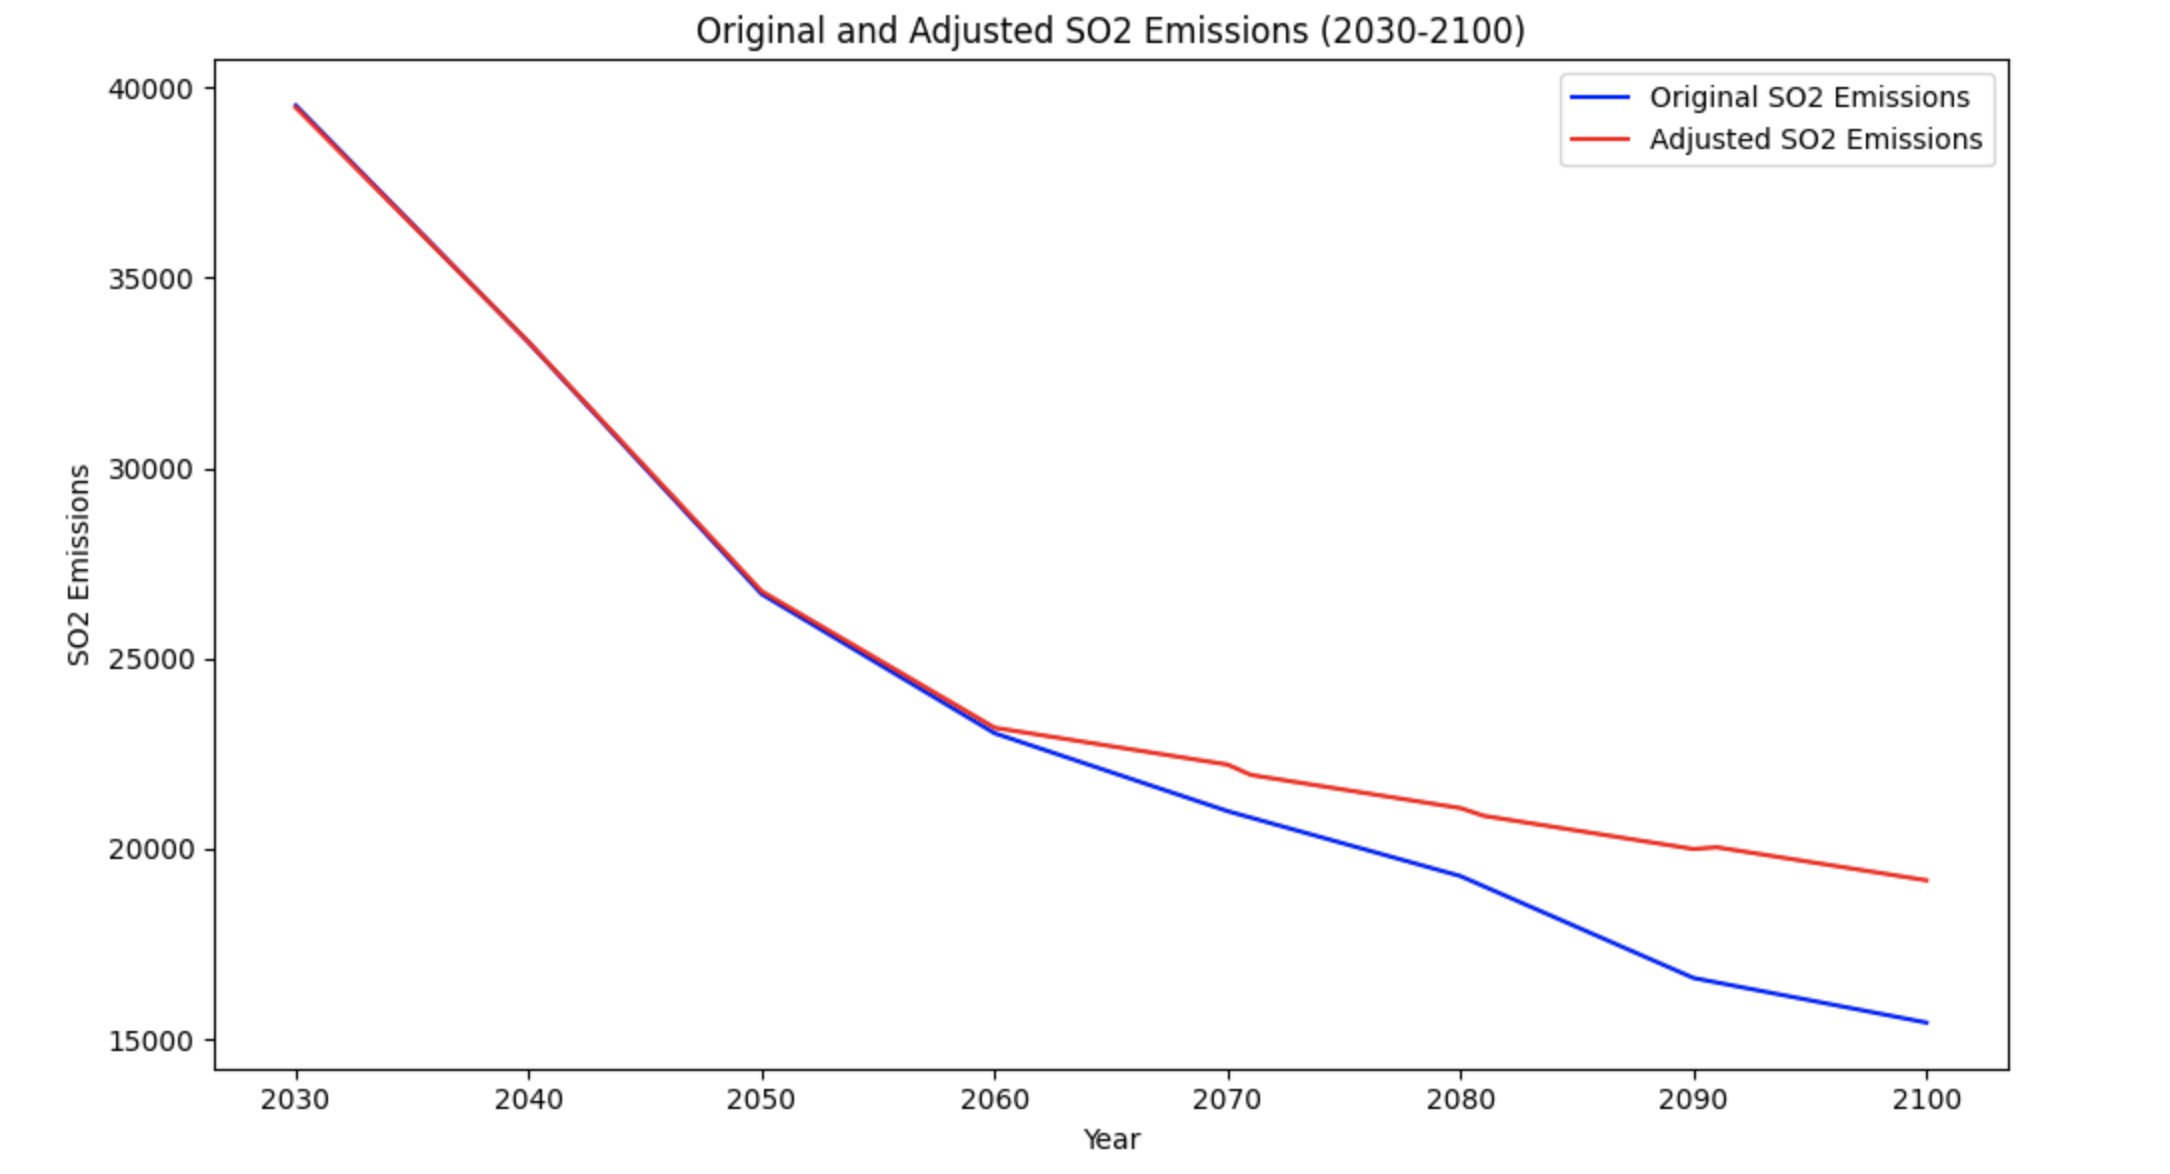 Original and Adjusted SO2 Emissions (2030-2100)
Original SO2 Emissions
Adjusted SO2 Emissions
SO2 Emissions
40000
35000
30000
25000
20000
15000
2030 2040 2050 2060 2070 2080 2090 2100
Year